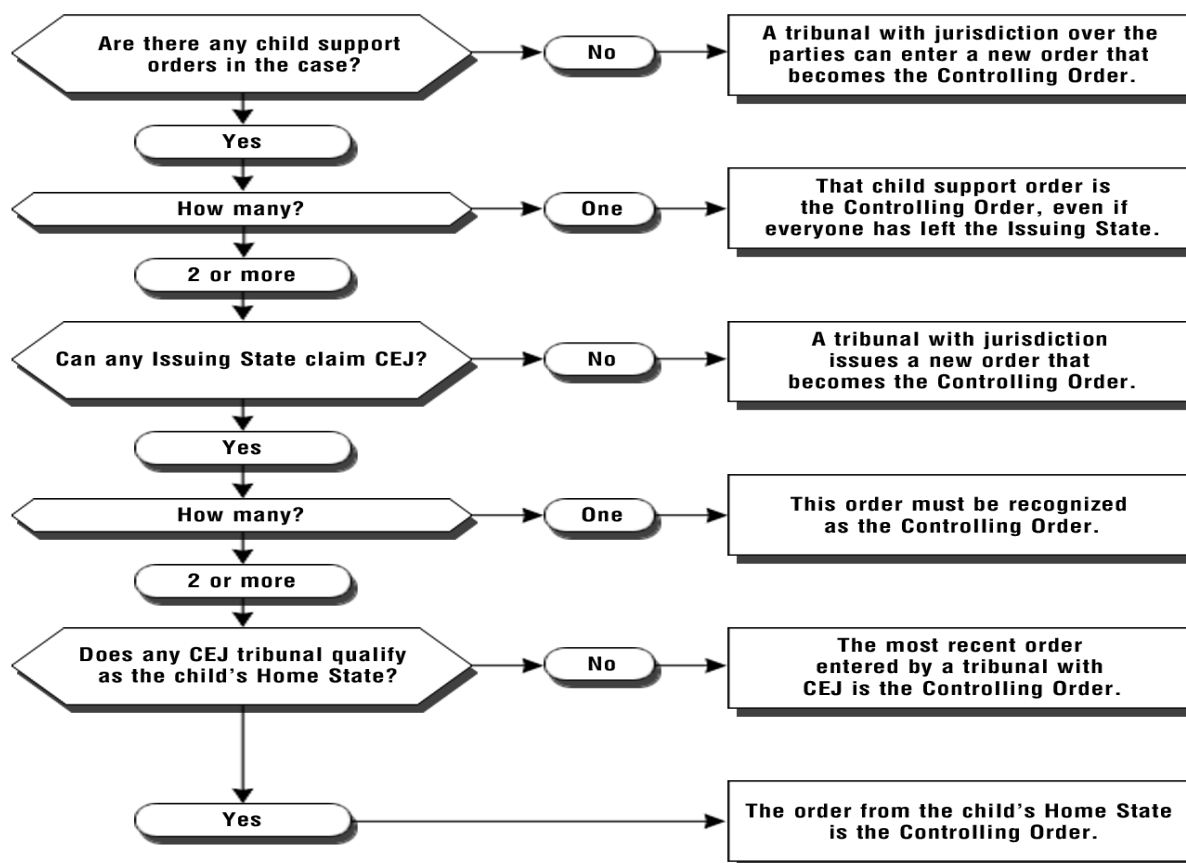 Are there any child support
orders in the case?
No
A tribunal with jurisdiction over the
parties can enter a new order that
becomes the Controlling Order.
Yes
How many?
One
That child support order is
the Controlling Order, even if
everyone has left the Issuing State.
2 or more
Can any Issuing State claim CEJ?
No
A tribunal with jurisdiction
issues a new order that
becomes the Controlling Order.
Yes
How many?
One
This order must be recognized
as the Controlling Order.
2 or more
Does any CEJ tribunal qualify
as the child's Home State?
No
The most recent order
entered by a tribunal with
CEJ is the Controlling Order.
Yes
The order from the child's Home State
is the Controlling Order.